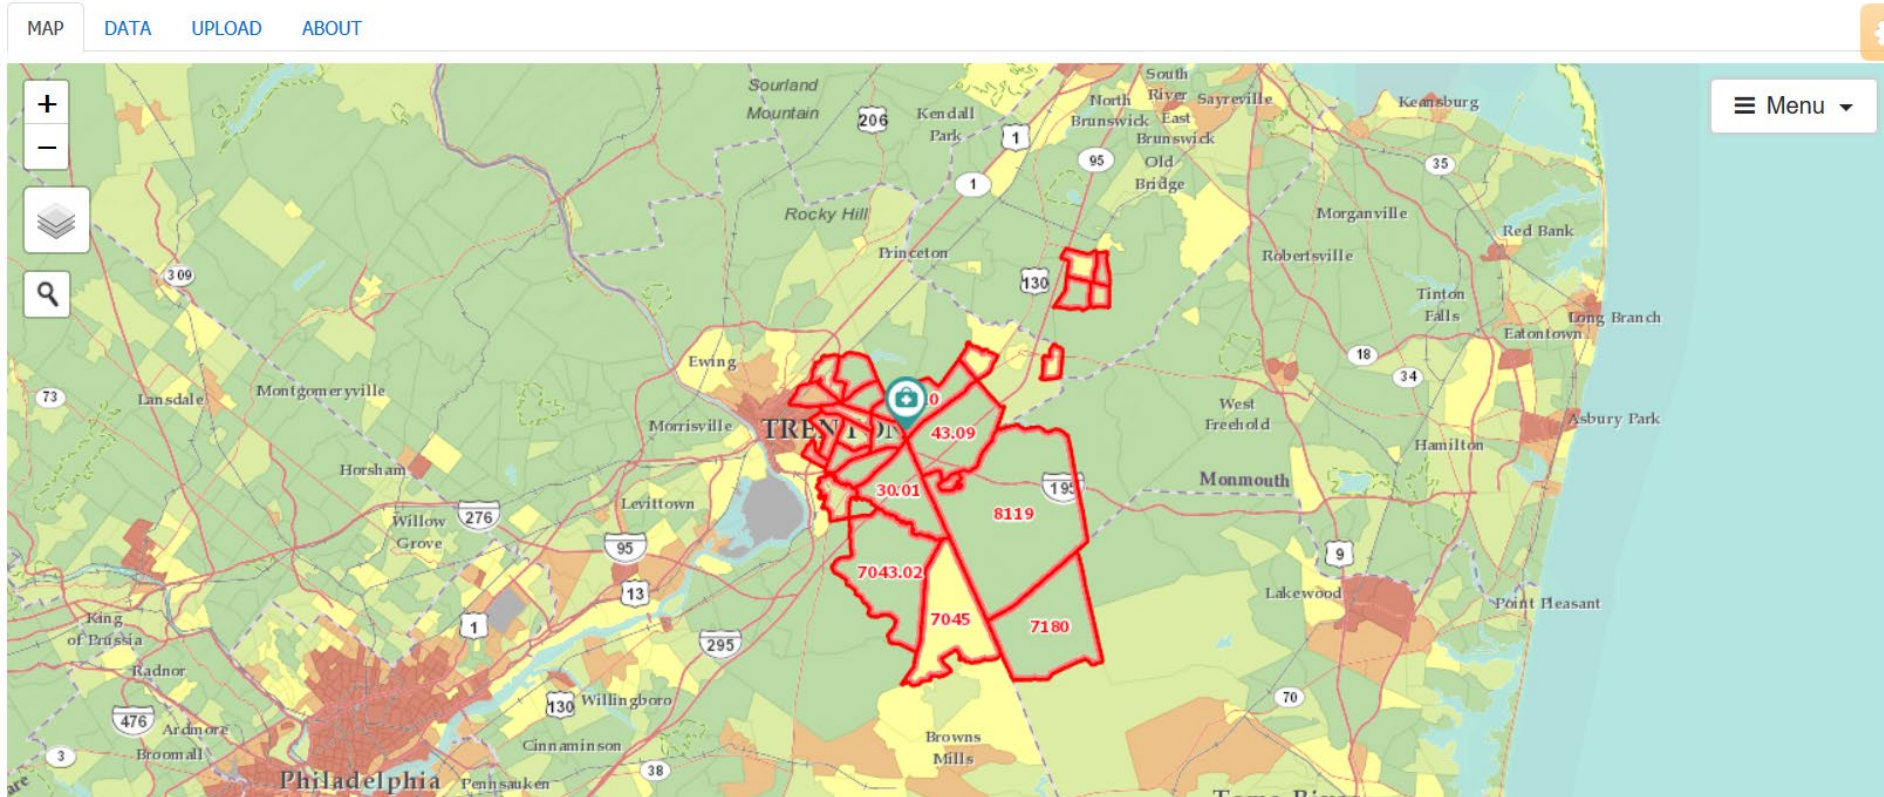 MAP DATA UPLOAD ABOUT
+
−
Menu
Sourland
Mountain
206
Kendall
Park
1
95
1
South
River
Sayreville
North
Brunswick
East
Brunswick
Old
Bridge
Keansburg
35
Morganville
Red Bank
Robertsville
Rocky Hill
Princeton
130
309
Tinton
Falls
Long Branch
Eatontown
18
34
Ewing
73
Lansdale
Montgomeryville
Morrisville
TRENTON
43.09
West
Freehold
Asbury Park
Hamilton
Horsham
Levittown
30.01
195
Monmouth
8119
Willow
Grove
276
95
9
7043.02
13
Lakewood
Point Pleasant
King
of Prussia
1
295
7045
7180
Radnor
130
Willingboro
70
476
Ardmore
Broomall
3
Cinnaminson
Browns
Mills
38
Philadelphia
Pennsauken